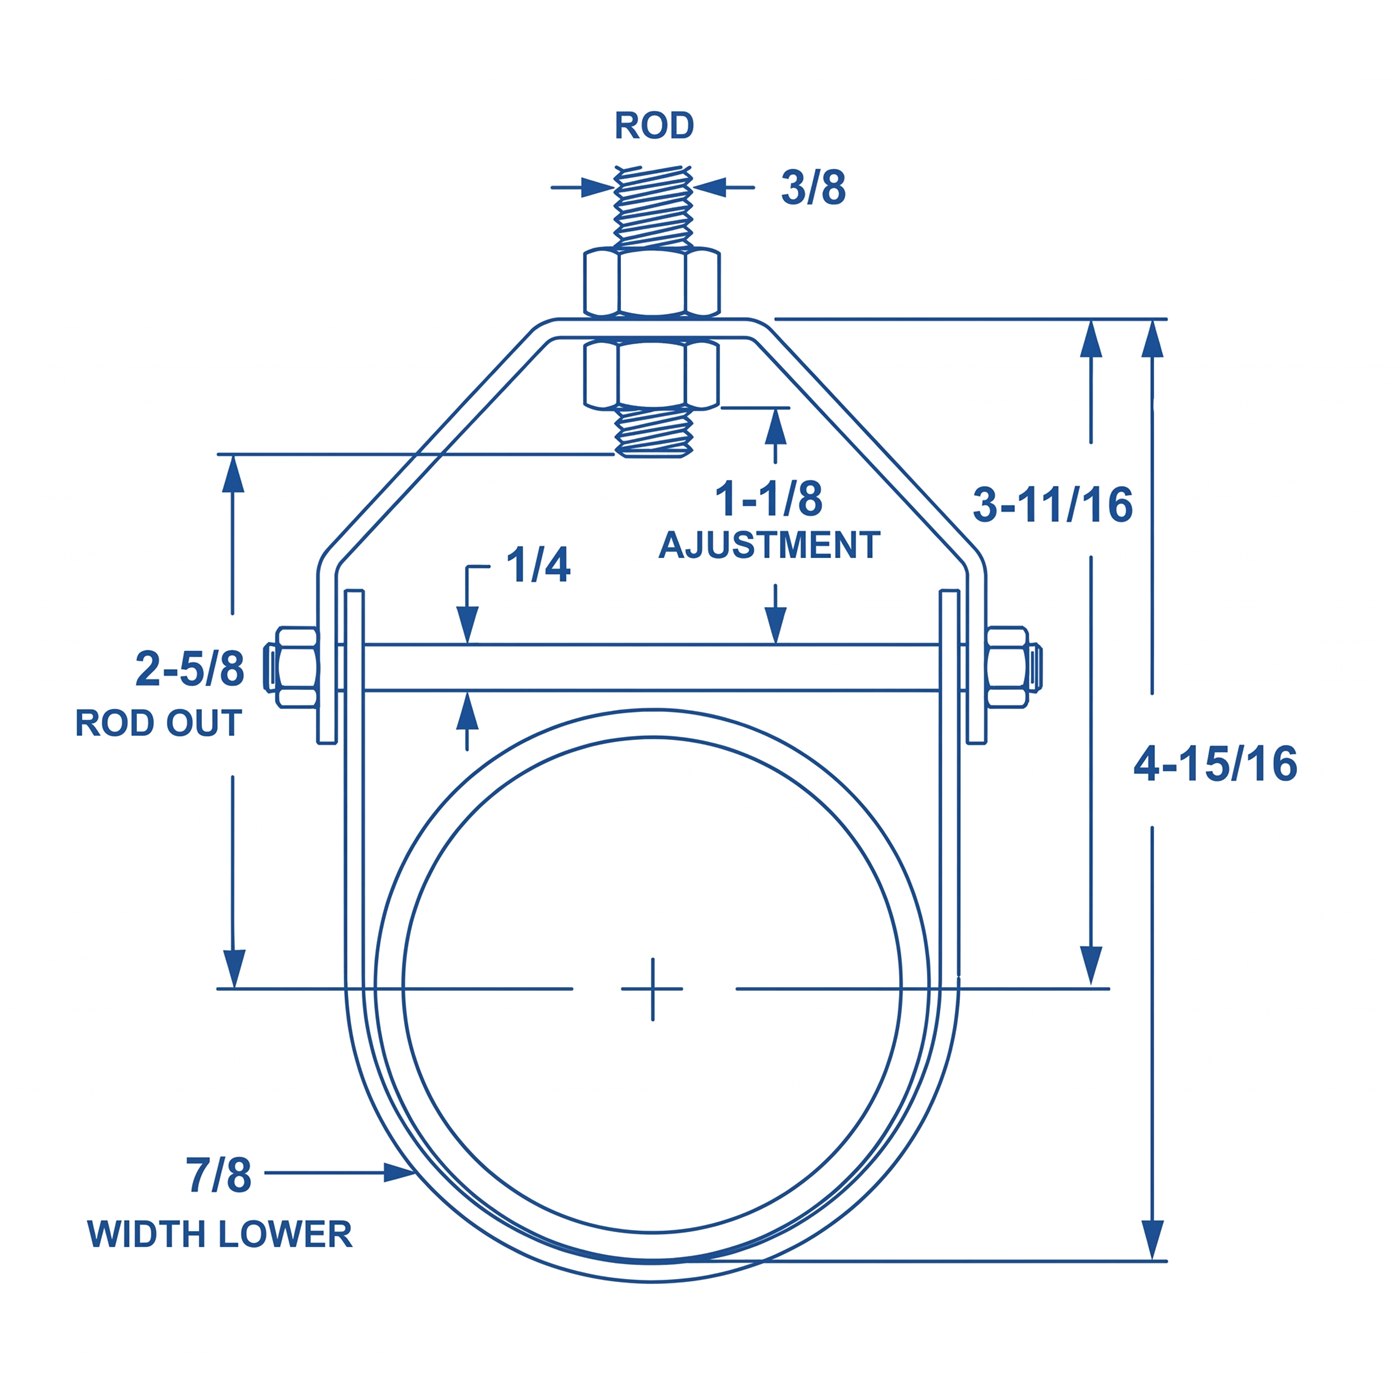 ROD
3/8
1-1/8
AJUSTMENT
3-11/16
1/4
2-5/8
ROD OUT
4-15/16
7/8
WIDTH LOWER